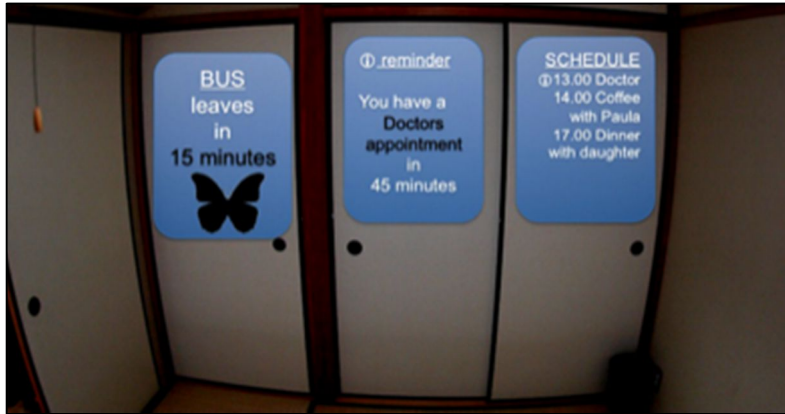 BUS
leaves
in
15 minutes
ⓘ reminder
You have a
Doctors
appointment
in
45 minutes
SCHEDULE
ⓘ13.00 Doctor
14.00 Coffee
with Paula
17.00 Dinner
with daughter